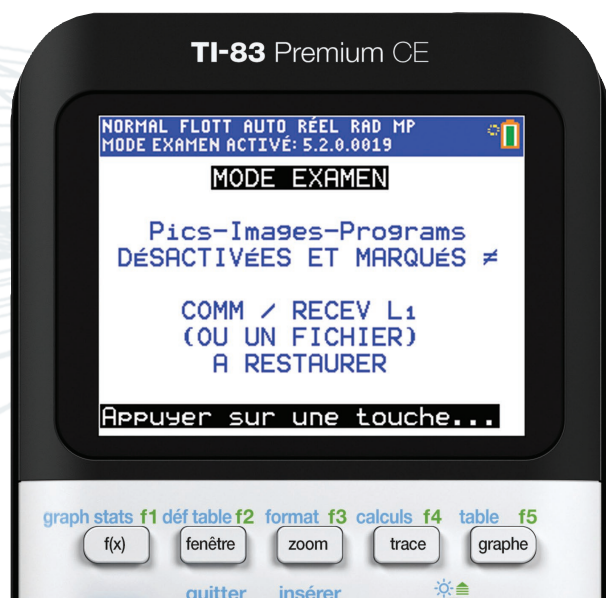 TI-83 Premium CE
NORMAL FLOTT AUTO RÉEL RAD MP
MODE EXAMEN ACTIVÉ: 5.2.0.0019
MODE EXAMEN
Pics-Images-Programs
DÉSACTIVÉES ET MARQUÉS ≠
COMM / RECEV L1
(OU UN FICHIER)
A RESTAURER
Appuyer sur une touche...
graph stats f1 déf table f2 format f3 calculs f4 table f5
f(x) fenêtre zoom trace graphe
quitter insérer